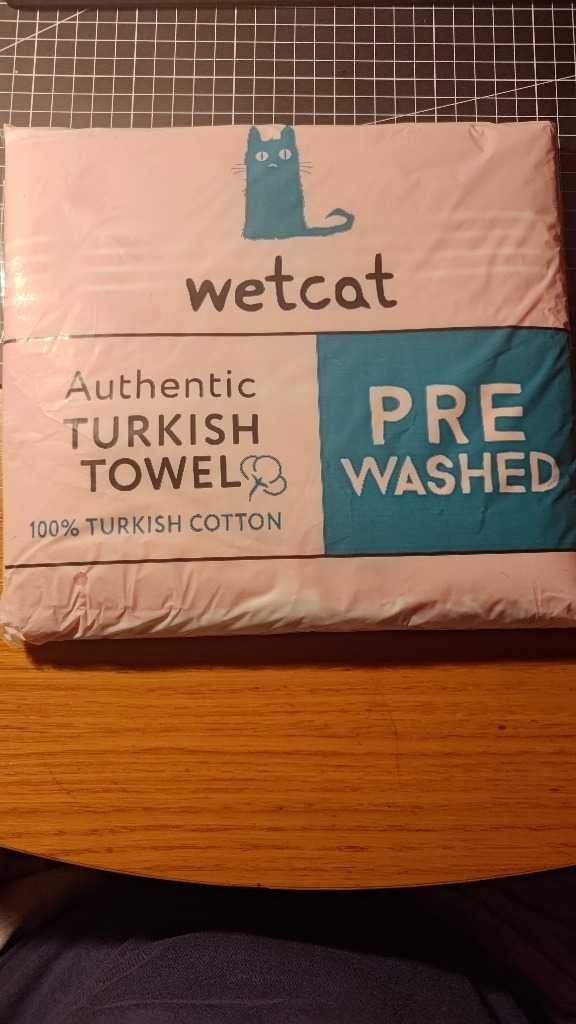 wetcat
Authentic
TURKISH
TOWEL
100% TURKISH COTTON
PRE
WASHED